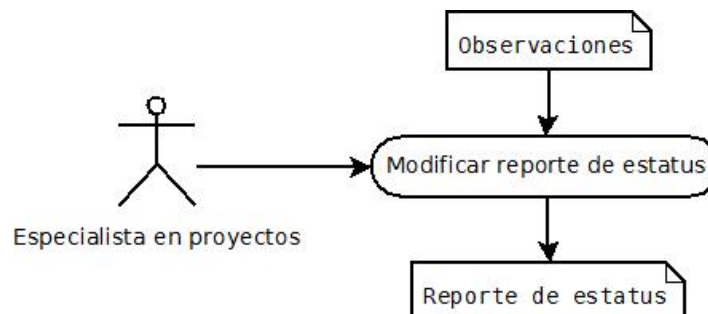 Observaciones
Modificar reporte de estatus
Especialista en proyectos
Reporte de estatus